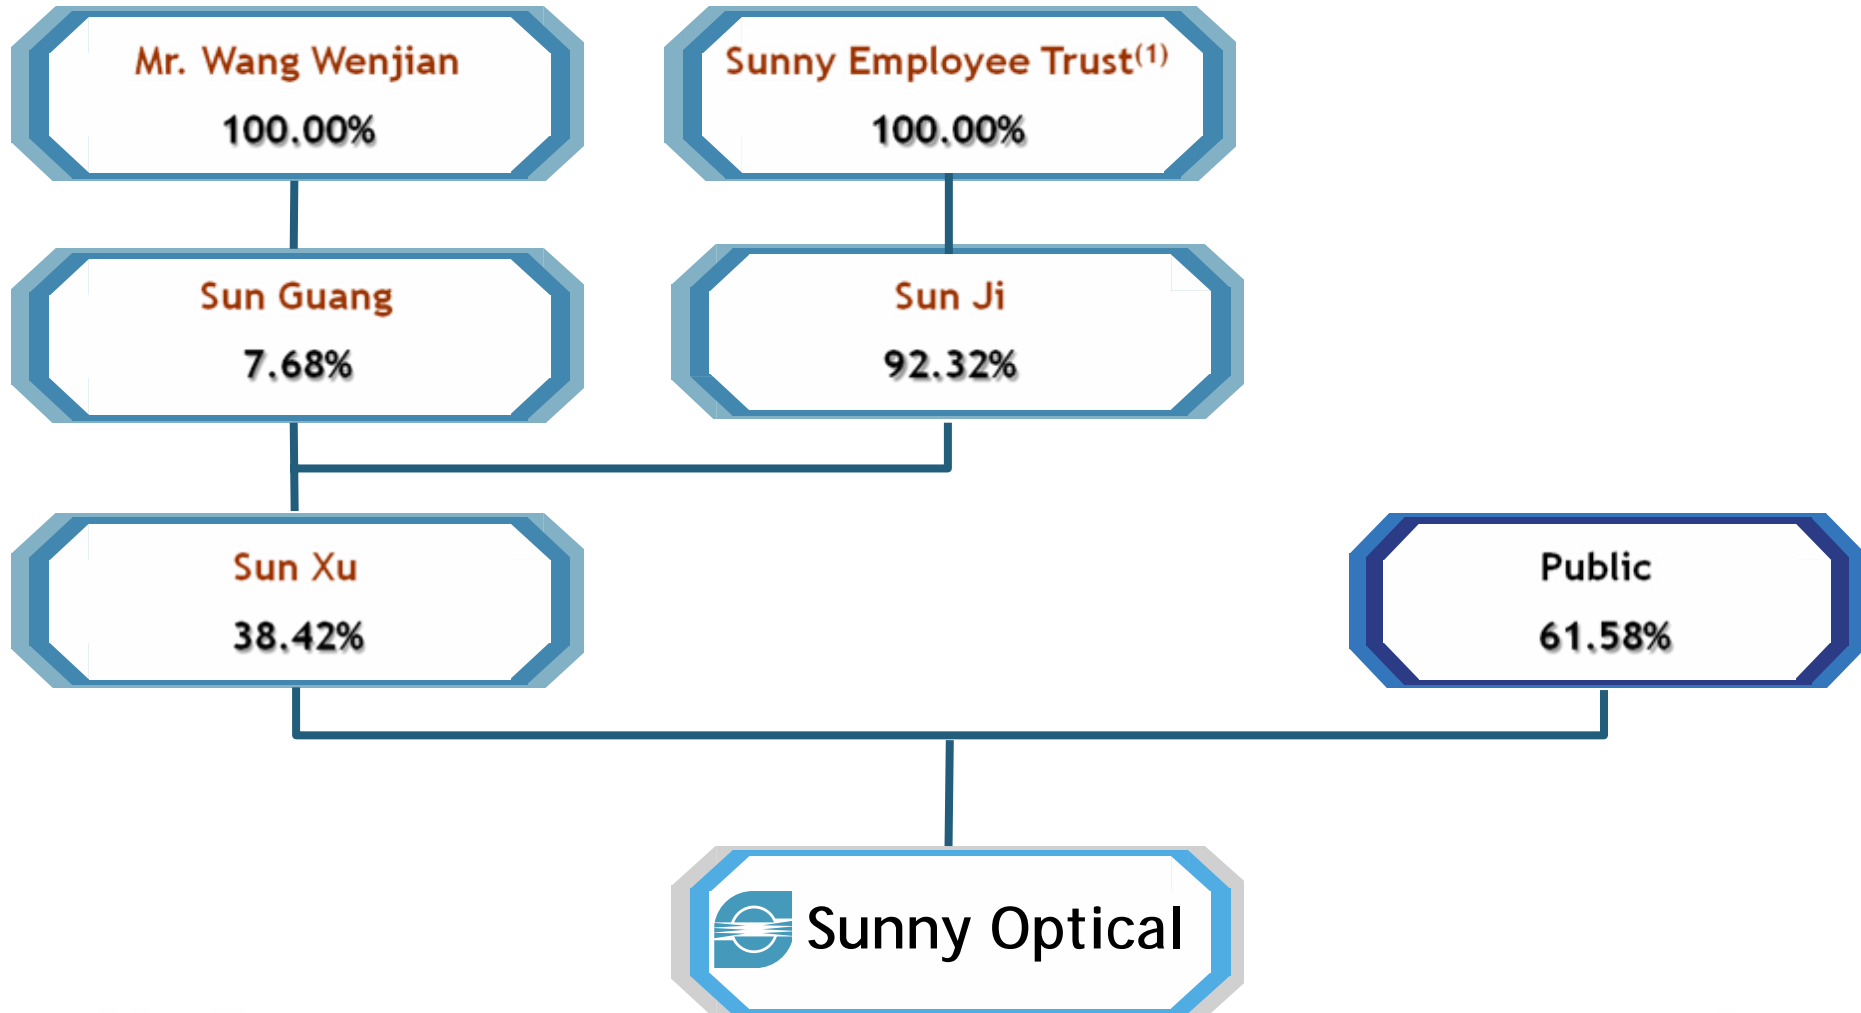 Mr. Wang Wenjian
100.00%
Sunny Employee Trust(1)
100.00%
Sun Guang
7.68%
Sun Ji
92.32%
Sun Xu
38.42%
Public
61.58%
Sunny Optical